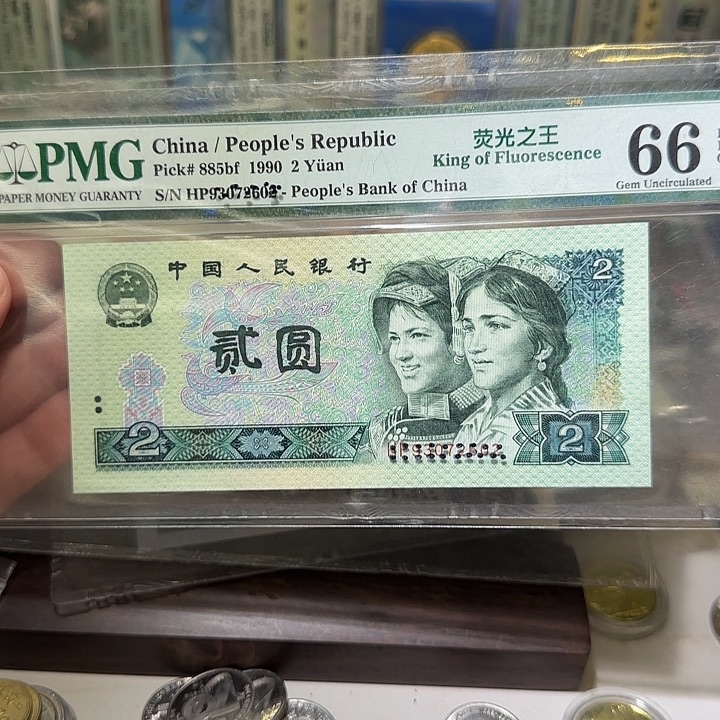 PMG
PAPER MONEY GUARANTY
China / People's Republic
Pick# 885bf 1990 2 Yüan
S/N HP93072602 - People's Bank of China
荧光之王
King of Fluorescence
66
Gem Uncirculated
中国人民银行
贰圆
2
2
2